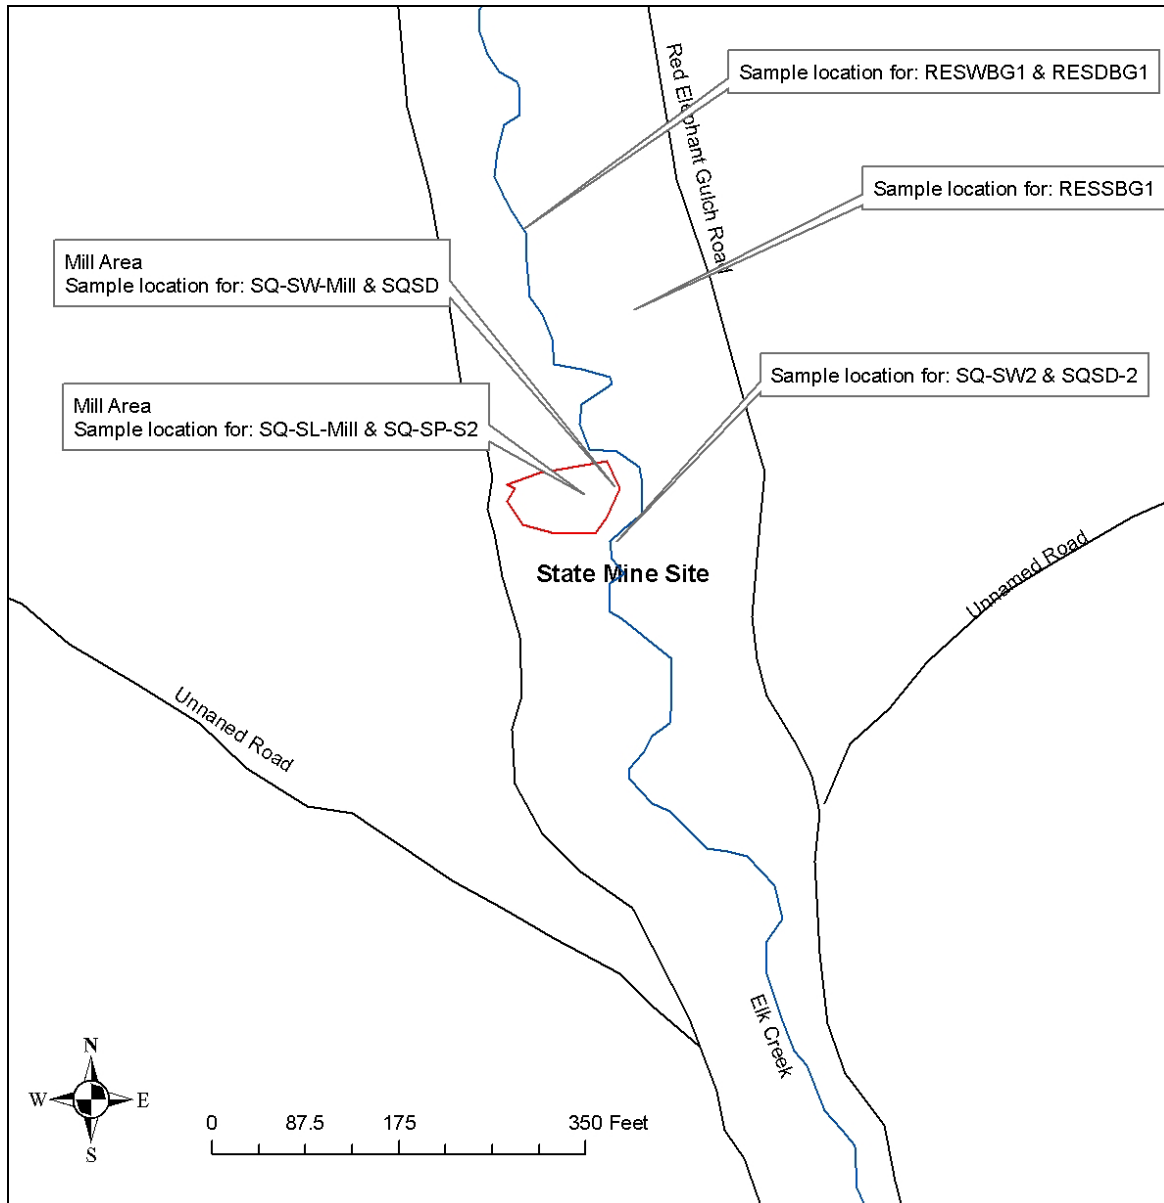 Sample location for: RESWBG1 & RESDBG1
Red Elephant Gulch Road
Sample location for: RESSBG1
Mill Area
Sample location for: SQ-SW-Mill & SQSD
Sample location for: SQ-SW2 & SQSD-2
Mill Area
Sample location for: SQ-SL-Mill & SQ-SP-S2
State Mine Site
Unnamed Road
Unnaned Road
Elk Creek
N
W
E
S
0
87.5
175
350 Feet